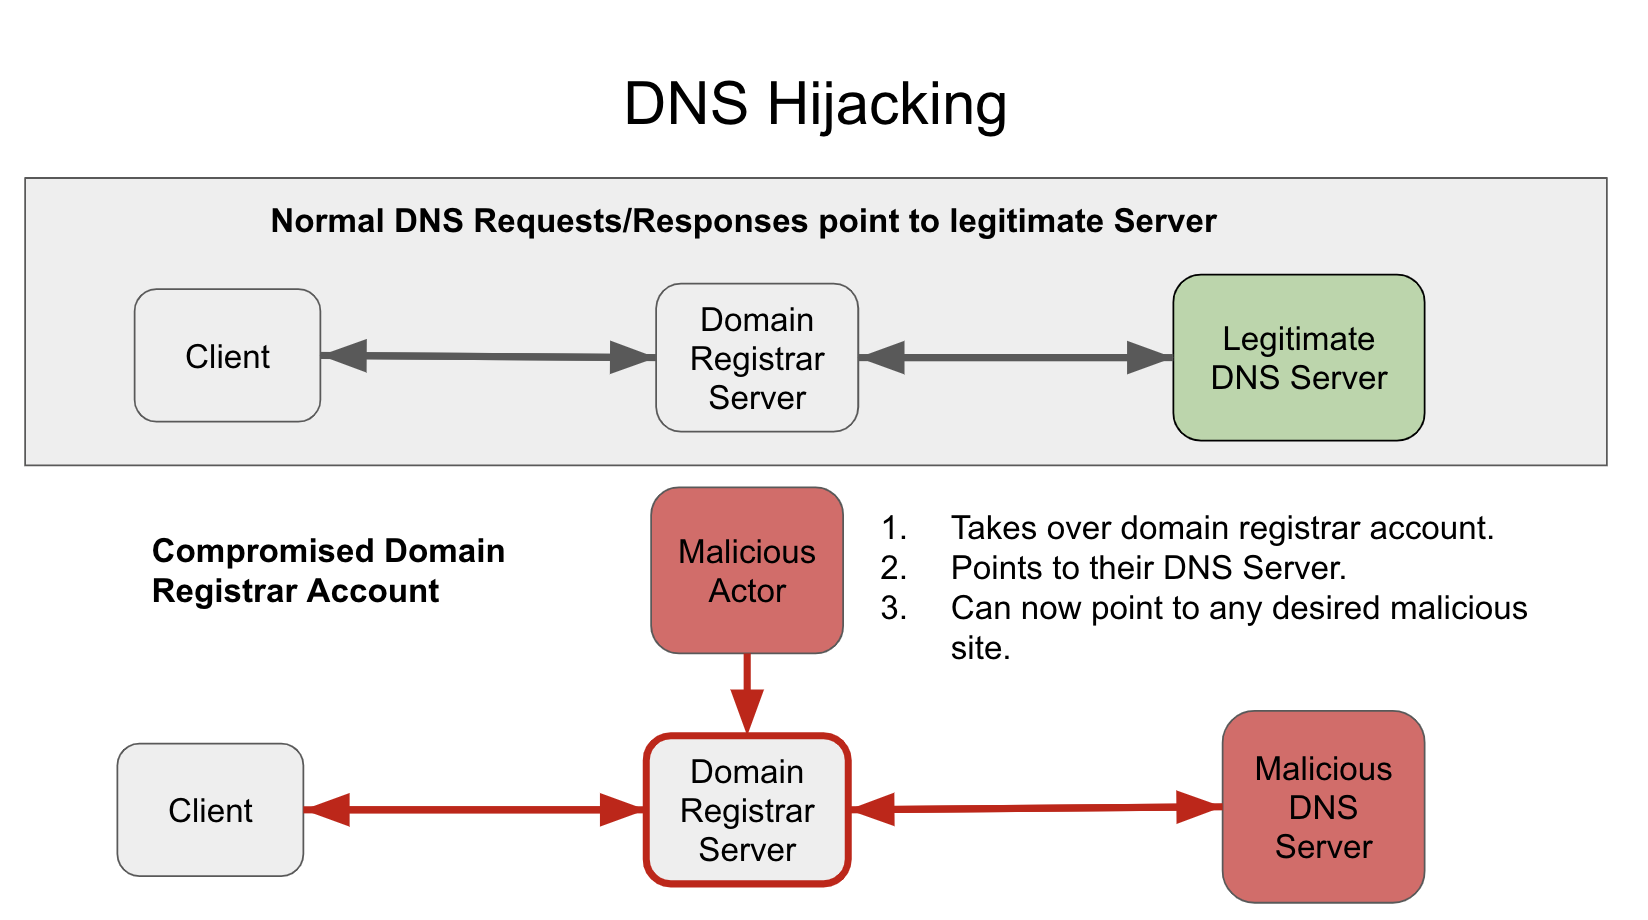 DNS Hijacking
Normal DNS Requests/Responses point to legitimate Server
Client
Domain
Registrar
Server
Legitimate
DNS Server
Compromised Domain
Registrar Account
Malicious
Actor
1. Takes over domain registrar account.
2. Points to their DNS Server.
3. Can now point to any desired malicious
site.
Client
Domain
Registrar
Server
Malicious
DNS
Server